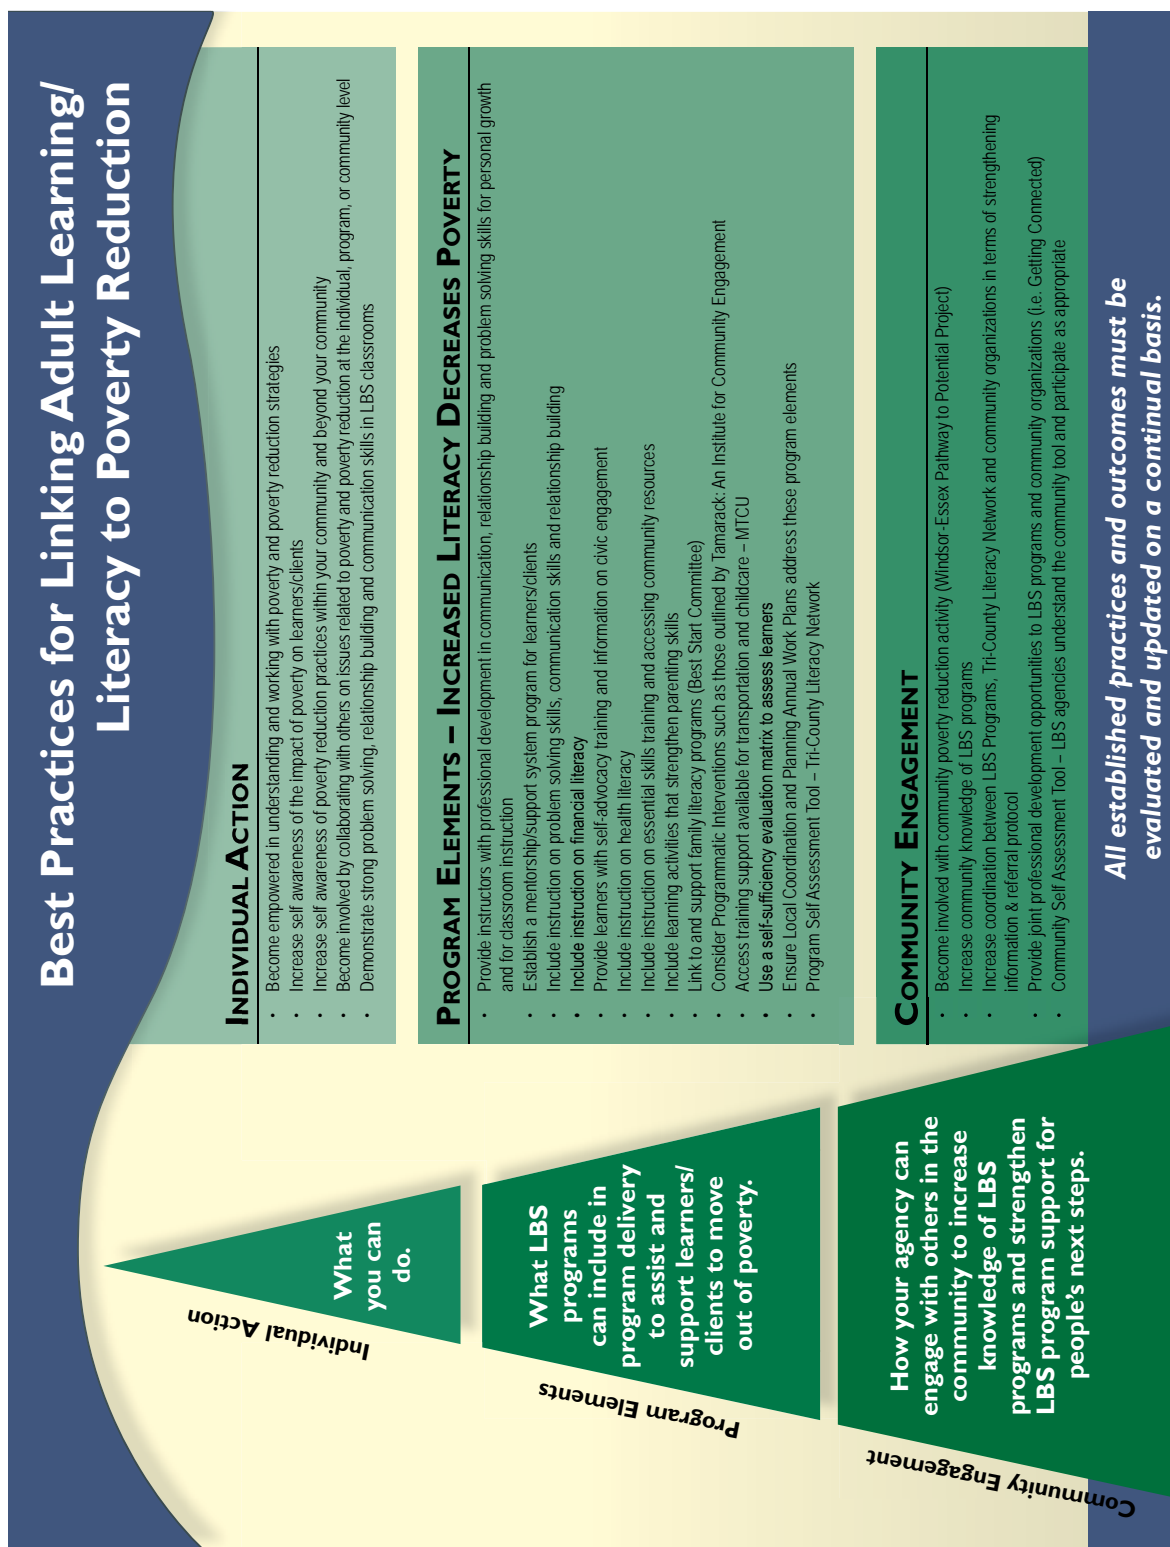 Best Practices for Linking Adult Learning/
Literacy to Poverty Reduction
Individual Action
What
you can
do.
Program Elements
What LBS
programs
can include in
program delivery
to assist and
support learners/
clients to move
out of poverty.
Community Engagement
How your agency can
engage with others in the
community to increase
knowledge of LBS
programs and strengthen
LBS program support for
people's next steps.
INDIVIDUAL ACTION
• Become empowered in understanding and working with poverty and poverty reduction strategies
• Increase self awareness of the impact of poverty on learners/clients
• Increase self awareness of poverty reduction practices within your community and beyond your community
• Become involved by collaborating with others on issues related to poverty and poverty reduction at the individual, program, or community level
• Demonstrate strong problem solving, relationship building and communication skills in LBS classrooms
PROGRAM ELEMENTS – INCREASED LITERACY DECREASES POVERTY
• Provide instructors with professional development in communication, relationship building and problem solving skills for personal growth
and for classroom instruction
• Establish a mentorship/support system program for learners/clients
• Include instruction on problem solving skills, communication skills and relationship building
• Include instruction on financial literacy
• Provide learners with self-advocacy training and information on civic engagement
• Include instruction on health literacy
• Include instruction on essential skills training and accessing community resources
• Include learning activities that strengthen parenting skills
• Link to and support family literacy programs (Best Start Committee)
• Consider Programmatic Interventions such as those outlined by Tamarack: An Institute for Community Engagement
• Access training support available for transportation and childcare – MTCU
• Use a self-sufficiency evaluation matrix to assess learners
• Ensure Local Coordination and Planning Annual Work Plans address these program elements
• Program Self Assessment Tool – Tri-County Literacy Network
COMMUNITY ENGAGEMENT
• Become involved with community poverty reduction activity (Windsor-Essex Pathway to Potential Project)
• Increase community knowledge of LBS programs
• Increase coordination between LBS Programs, Tri-County Literacy Network and community organizations in terms of strengthening
information & referral protocol
• Provide joint professional development opportunities to LBS programs and community organizations (i.e. Getting Connected)
• Community Self Assessment Tool – LBS agencies understand the community tool and participate as appropriate
All established practices and outcomes must be
evaluated and updated on a continual basis.